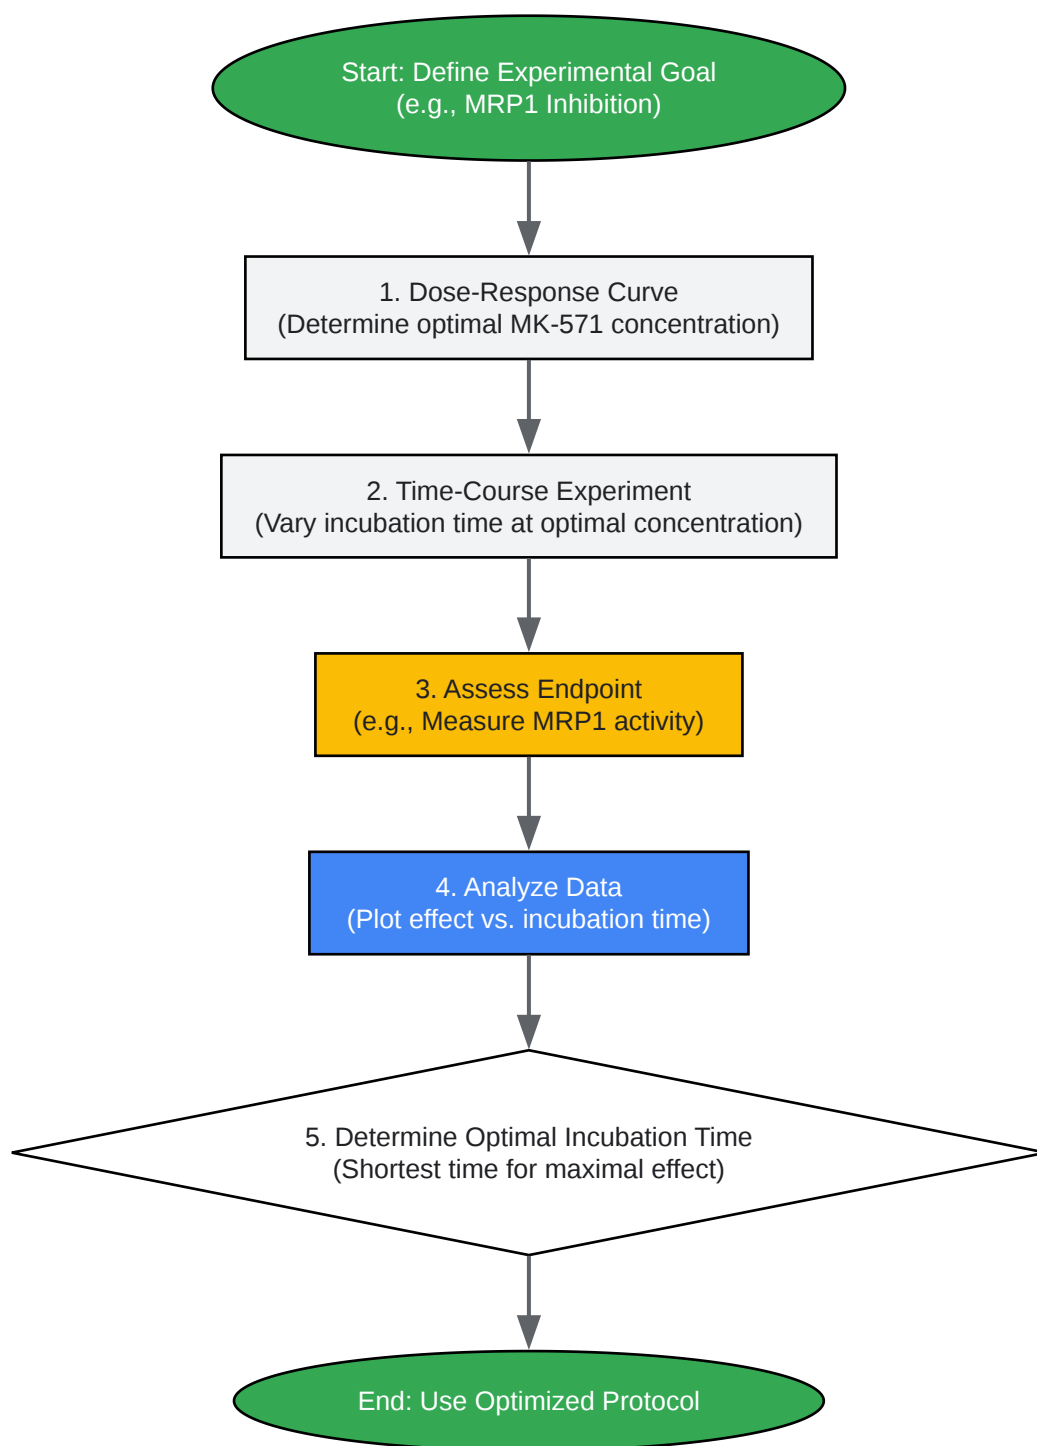 Start: Define Experimental Goal
(e.g., MRP1 Inhibition)
1. Dose-Response Curve
(Determine optimal MK-571 concentration)
2. Time-Course Experiment
(Vary incubation time at optimal concentration)
3. Assess Endpoint
(e.g., Measure MRP1 activity)
4. Analyze Data
(Plot effect vs. incubation time)
5. Determine Optimal Incubation Time
(Shortest time for maximal effect)
End: Use Optimized Protocol